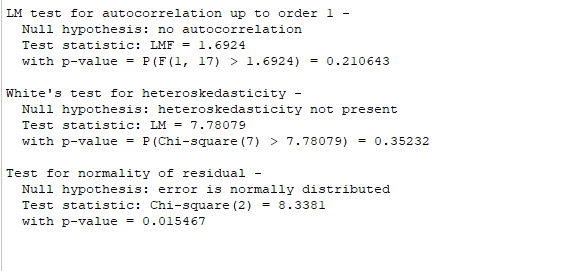 LM test for autocorrelation up to order 1 -
Null hypothesis: no autocorrelation
Test statistic: LMF = 1.6924
with p-value = P(F(1, 17) > 1.6924) = 0.210643
White's test for heteroskedasticity -
Null hypothesis: heteroskedasticity not present
Test statistic: LM = 7.78079
with p-value = P(Chi-square(7) > 7.78079) = 0.35232
Test for normality of residual -
Null hypothesis: error is normally distributed
Test statistic: Chi-square(2) = 8.3381
with p-value = 0.015467